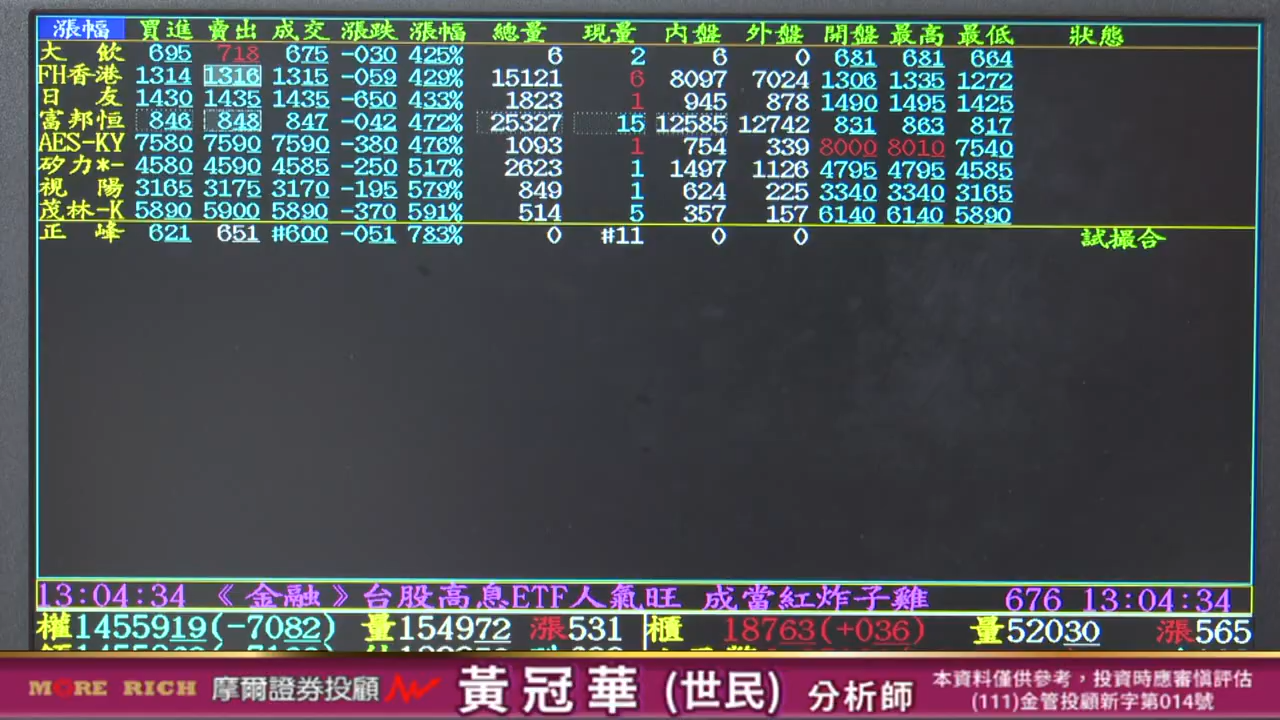 漲幅 買進 賣出 成交 漲跌 漲幅 總量 現量 內盤 外盤 開盤 最高 最低 狀態
大 飲 695 718 675 -030 425% 6 2 6 0 681 681 664
FH香港 1314 1316 1315 -059 429% 15121 6 8097 7024 1306 1335 1272
日 友 1430 1435 1435 -650 433% 1823 1 945 878 1490 1495 1425
富邦恒 846 848 847 -042 472% 25327 15 12585 12742 831 863 817
AES-KY 7580 7590 7590 -380 476% 1093 1 754 339 8000 8010 7540
矽力*- 4580 4590 4585 -250 517% 2623 1 1497 1126 4795 4795 4585
視 陽 3165 3175 3170 -195 579% 849 1 624 225 3340 3340 3165
茂林-K 5890 5900 5890 -370 591% 514 5 357 157 6140 6140 5890
正 峰 621 651 #600 -051 783% 0 #11 0 0 試撮合
13:04:34 《金融》台股高息ETF人氣旺 成當紅炸子雞 676 13:04:34
權1455919(-7082) 量154972 漲531 櫃 18763(+036) 量52030 漲565
MORE RICH 摩爾證券投顧 黃冠華 (世民) 分析師 本資料僅供參考，投資時應審慎評估
(111)金管投顧新字第014號